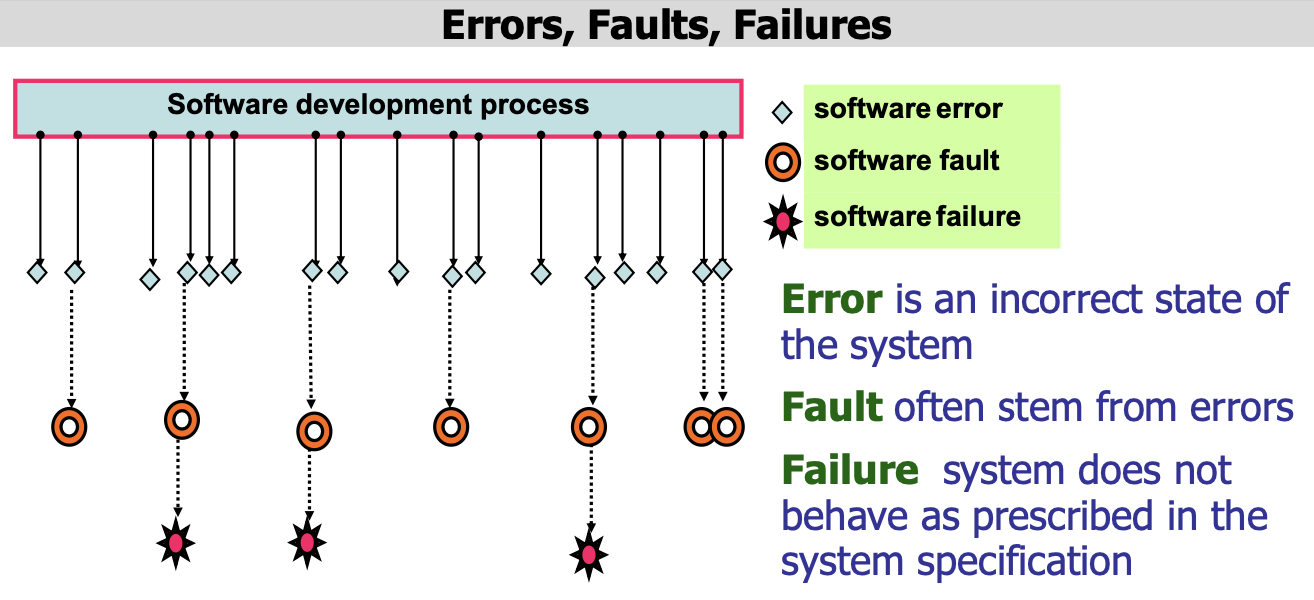 Errors, Faults, Failures
Software development process
software error
software fault
software failure
Error is an incorrect state of
the system
Fault often stem from errors
Failure system does not
behave as prescribed in the
system specification